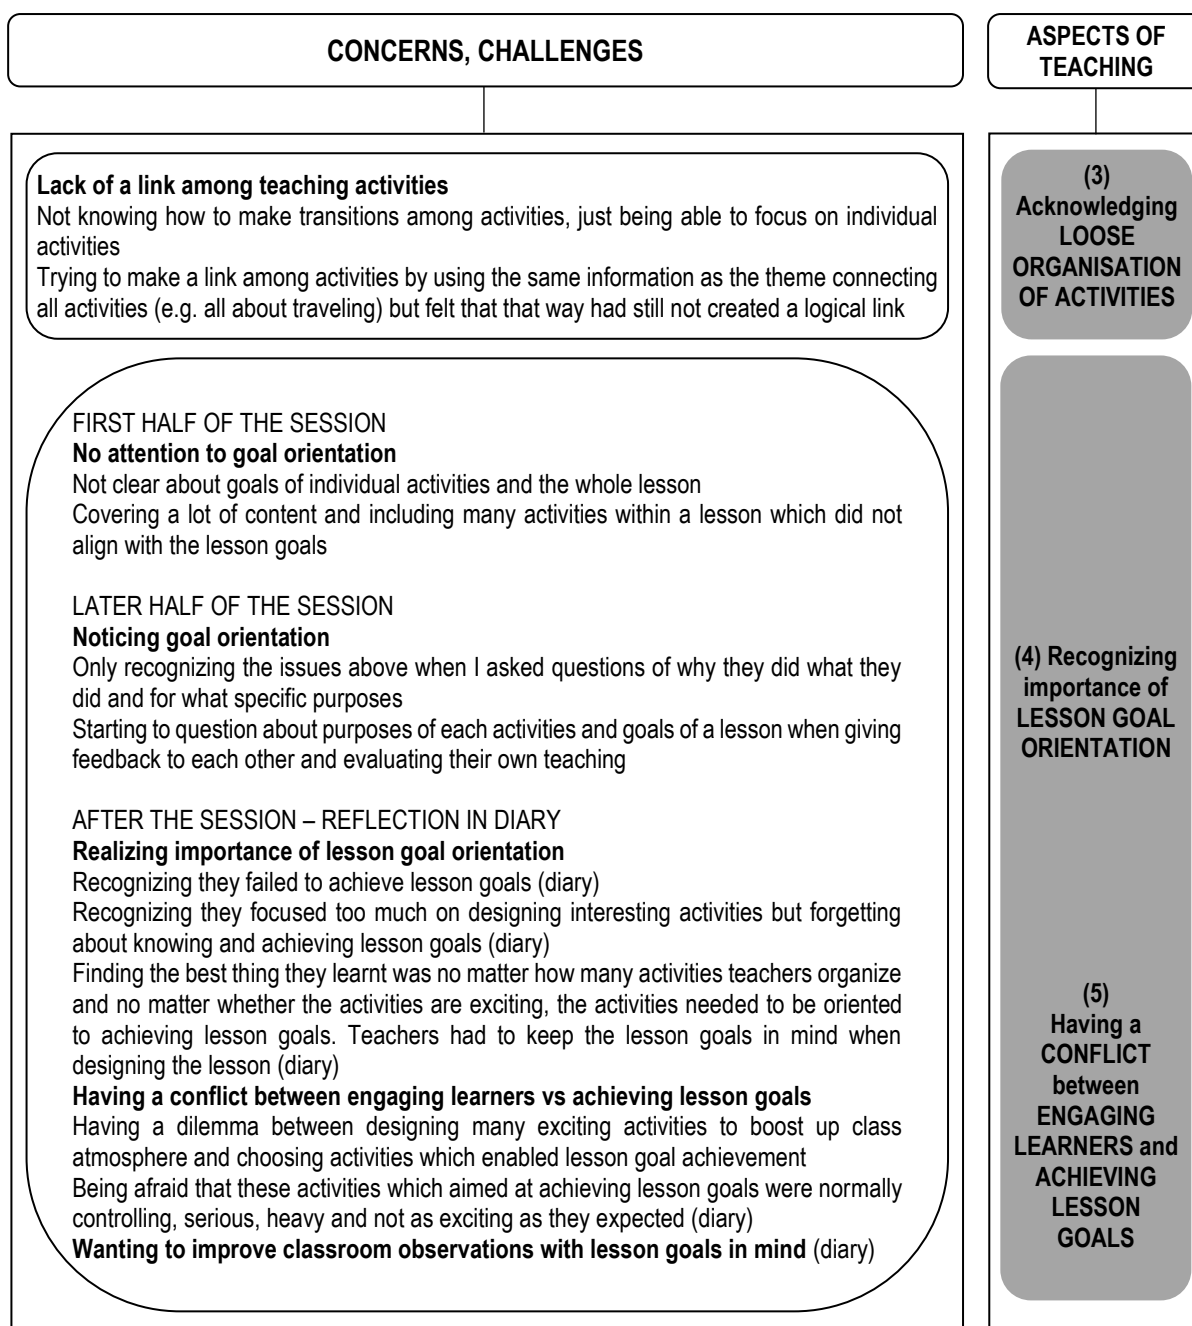 CONCERNS, CHALLENGES
ASPECTS OF
TEACHING
Lack of a link among teaching activities
Not knowing how to make transitions among activities, just being able to focus on individual
activities
Trying to make a link among activities by using the same information as the theme connecting
all activities (e.g. all about traveling) but felt that that way had still not created a logical link
(3)
Acknowledging
LOOSE
ORGANISATION
OF ACTIVITIES
FIRST HALF OF THE SESSION
No attention to goal orientation
Not clear about goals of individual activities and the whole lesson
Covering a lot of content and including many activities within a lesson which did not
align with the lesson goals
LATER HALF OF THE SESSION
Noticing goal orientation
Only recognizing the issues above when I asked questions of why they did what they
did and for what specific purposes
Starting to question about purposes of each activities and goals of a lesson when giving
feedback to each other and evaluating their own teaching
AFTER THE SESSION – REFLECTION IN DIARY
Realizing importance of lesson goal orientation
Recognizing they failed to achieve lesson goals (diary)
Recognizing they focused too much on designing interesting activities but forgetting
about knowing and achieving lesson goals (diary)
Finding the best thing they learnt was no matter how many activities teachers organize
and no matter whether the activities are exciting, the activities needed to be oriented
to achieving lesson goals. Teachers had to keep the lesson goals in mind when
designing the lesson (diary)
Having a conflict between engaging learners vs achieving lesson goals
Having a dilemma between designing many exciting activities to boost up class
atmosphere and choosing activities which enabled lesson goal achievement
Being afraid that these activities which aimed at achieving lesson goals were normally
controlling, serious, heavy and not as exciting as they expected (diary)
Wanting to improve classroom observations with lesson goals in mind (diary)
(4) Recognizing
importance of
LESSON GOAL
ORIENTATION
(5)
Having a
CONFLICT
between
ENGAGING
LEARNERS and
ACHIEVING
LESSON
GOALS